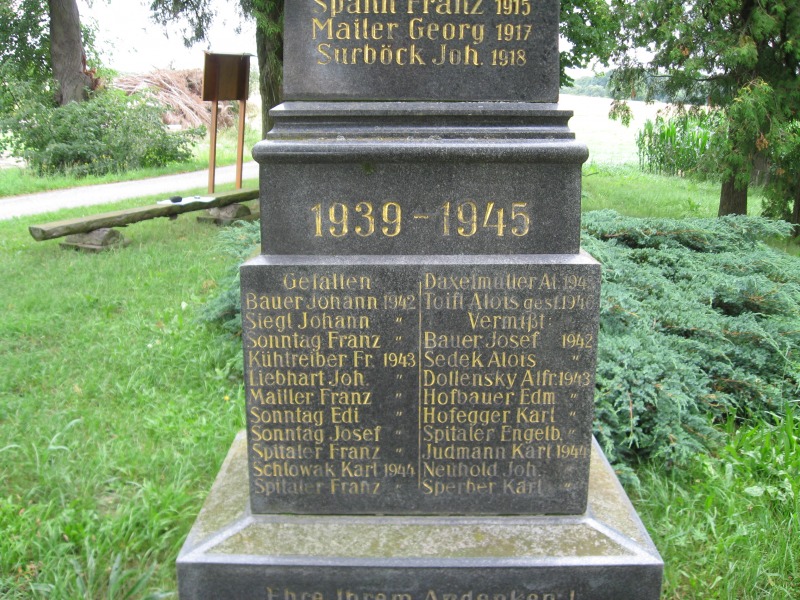 Spann Franz 1915
Mailer Georg 1917
Surböck Joh. 1918
1939 - 1945
Gefallen
Bauer Johann 1942
Siegl Johann "
Sonntag Franz "
Kühtreiber Fr. 1943
Liebhart Joh. "
Mailler Franz "
Sonntag Edi "
Sonntag Josef "
Spitaler Franz "
Schlowak Karl 1944
Spitaler Franz "
Daxelmüller Al.
Toifl Alois gest.
Vermißt
Bauer Josef 1942
Sedek Alois "
Dollensky Alfr. 1943
Hofbauer Edm "
Hofegger Karl "
Spitaler Engelb. "
Judmann Karl 1944
Neuhold Joh. "
Sperber Karl "
Ehre Ihrem Andenken !